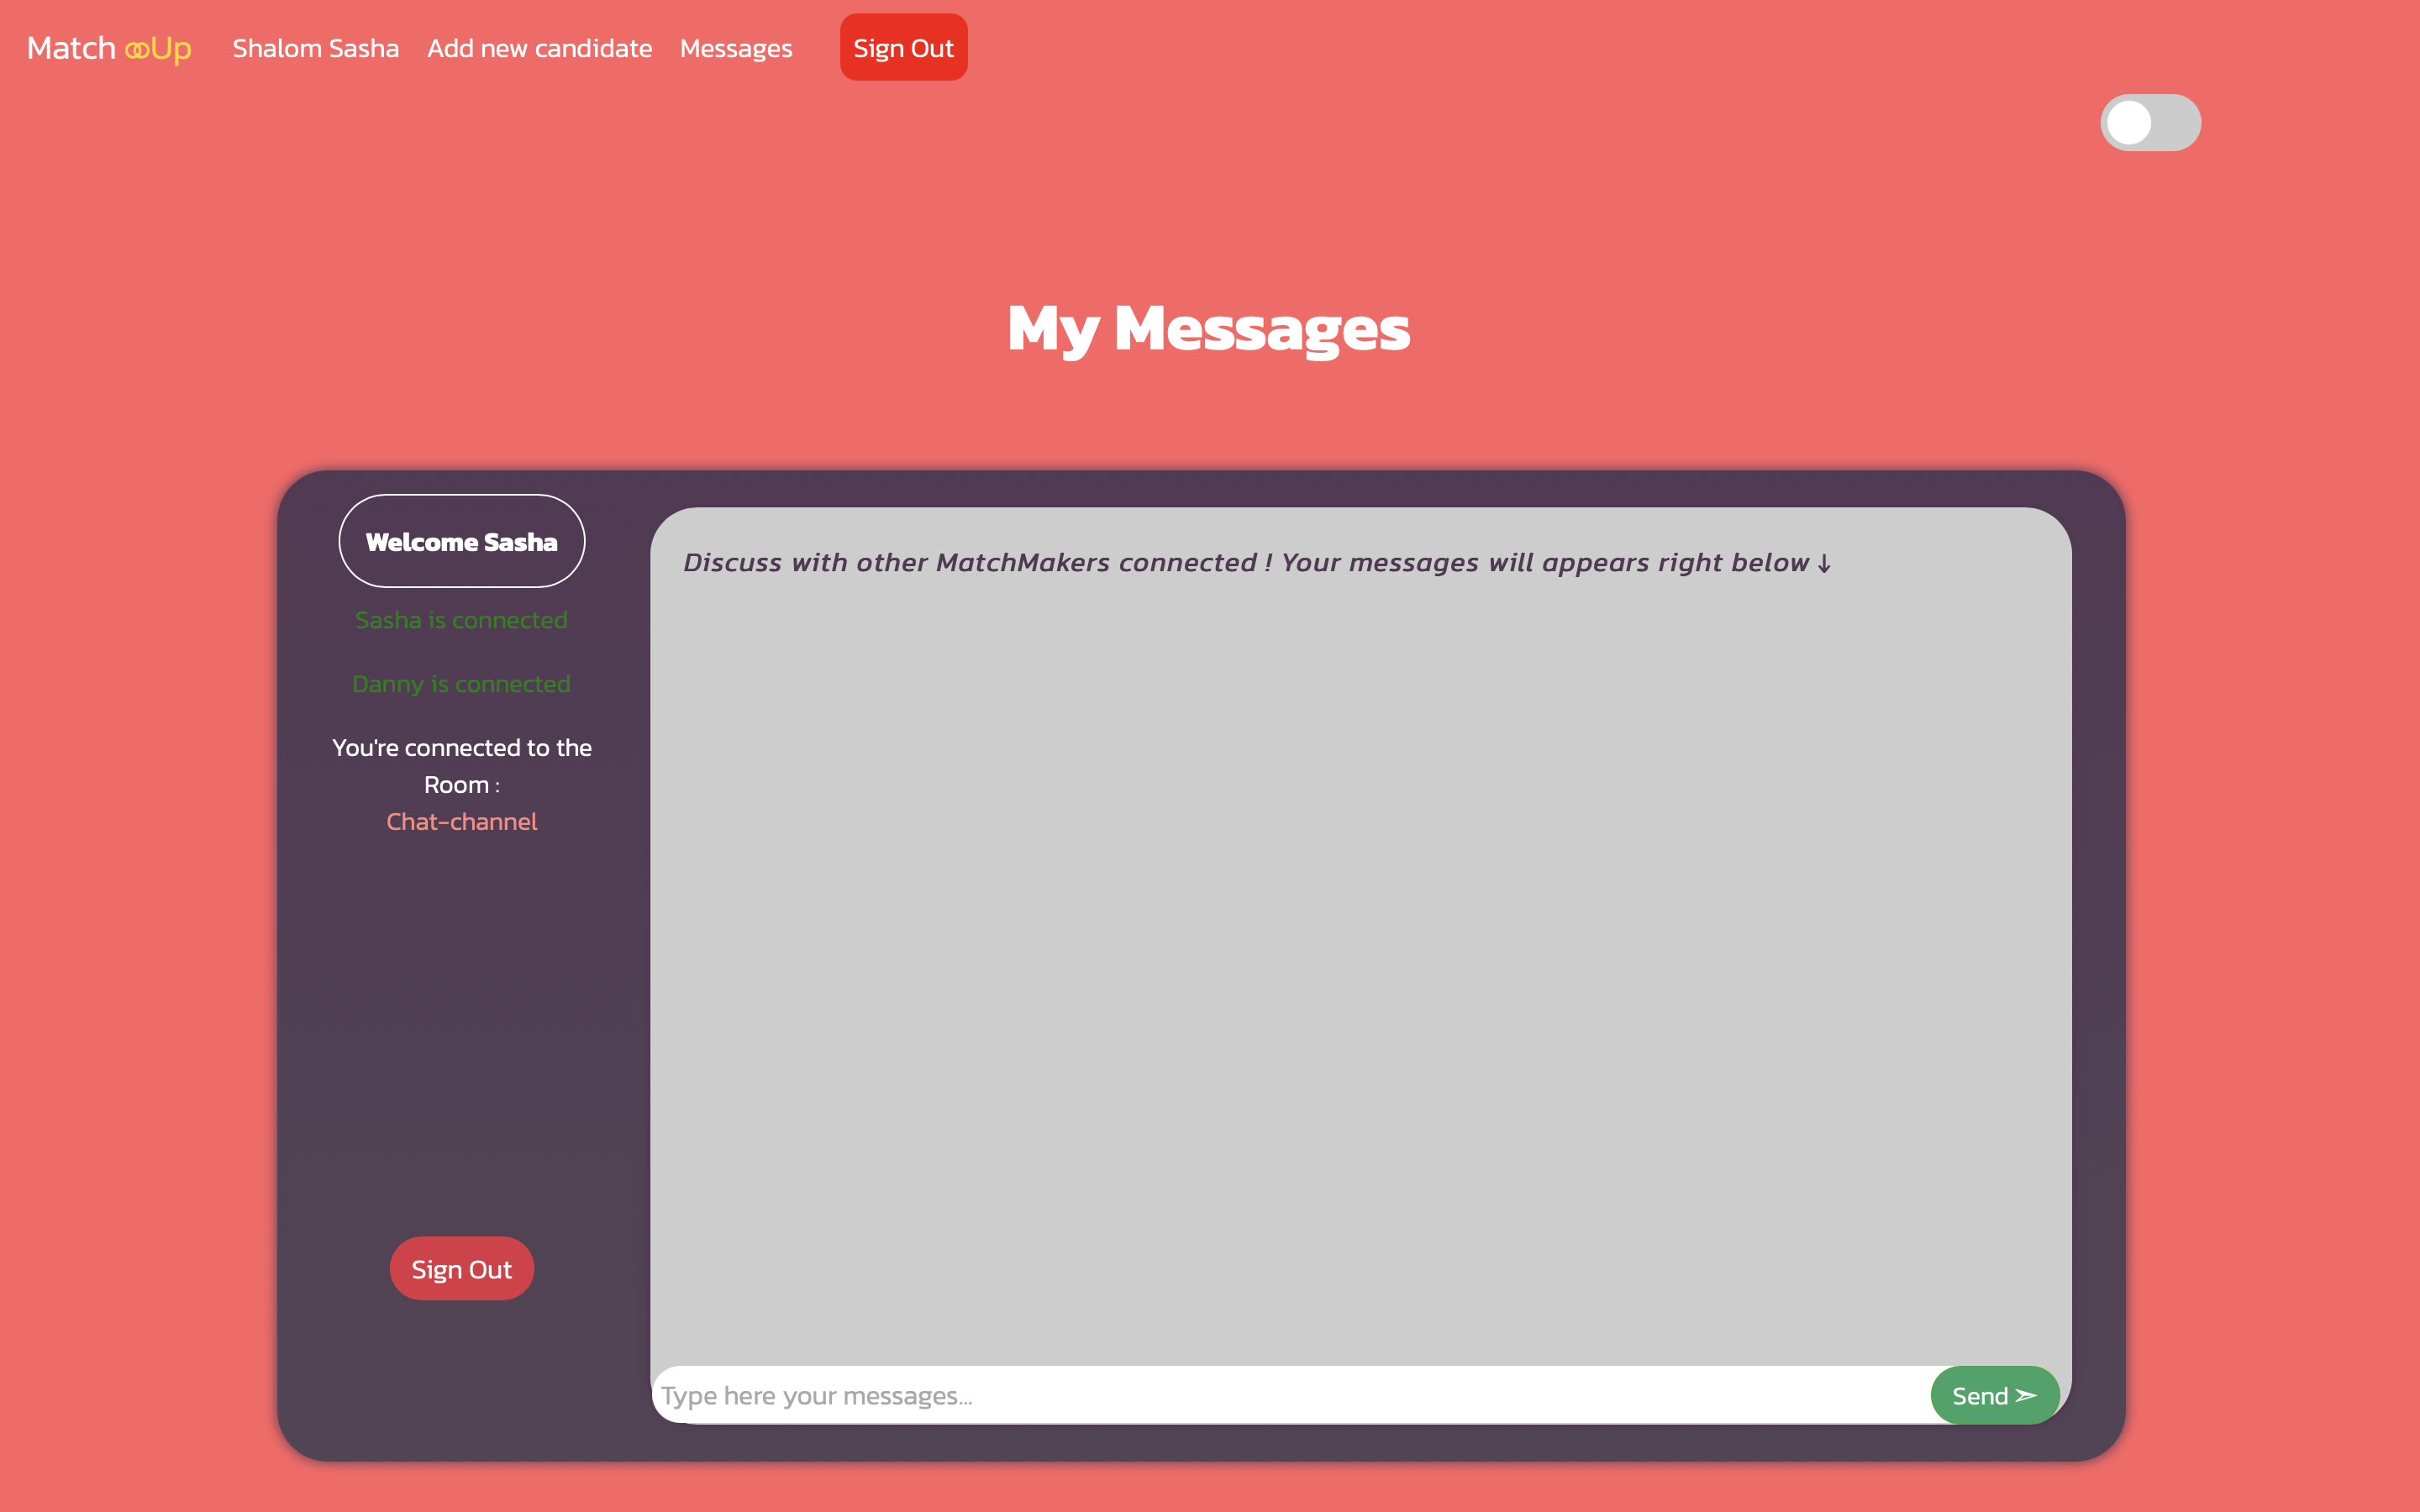 Match Up
Shalom Sasha
Add new candidate
Messages
Sign Out
My Messages
Welcome Sasha
Sasha is connected
Danny is connected
You're connected to the
Room :
Chat-channel
Sign Out
Discuss with other MatchMakers connected ! Your messages will appears right below ↓
Type here your messages...
Send ➣